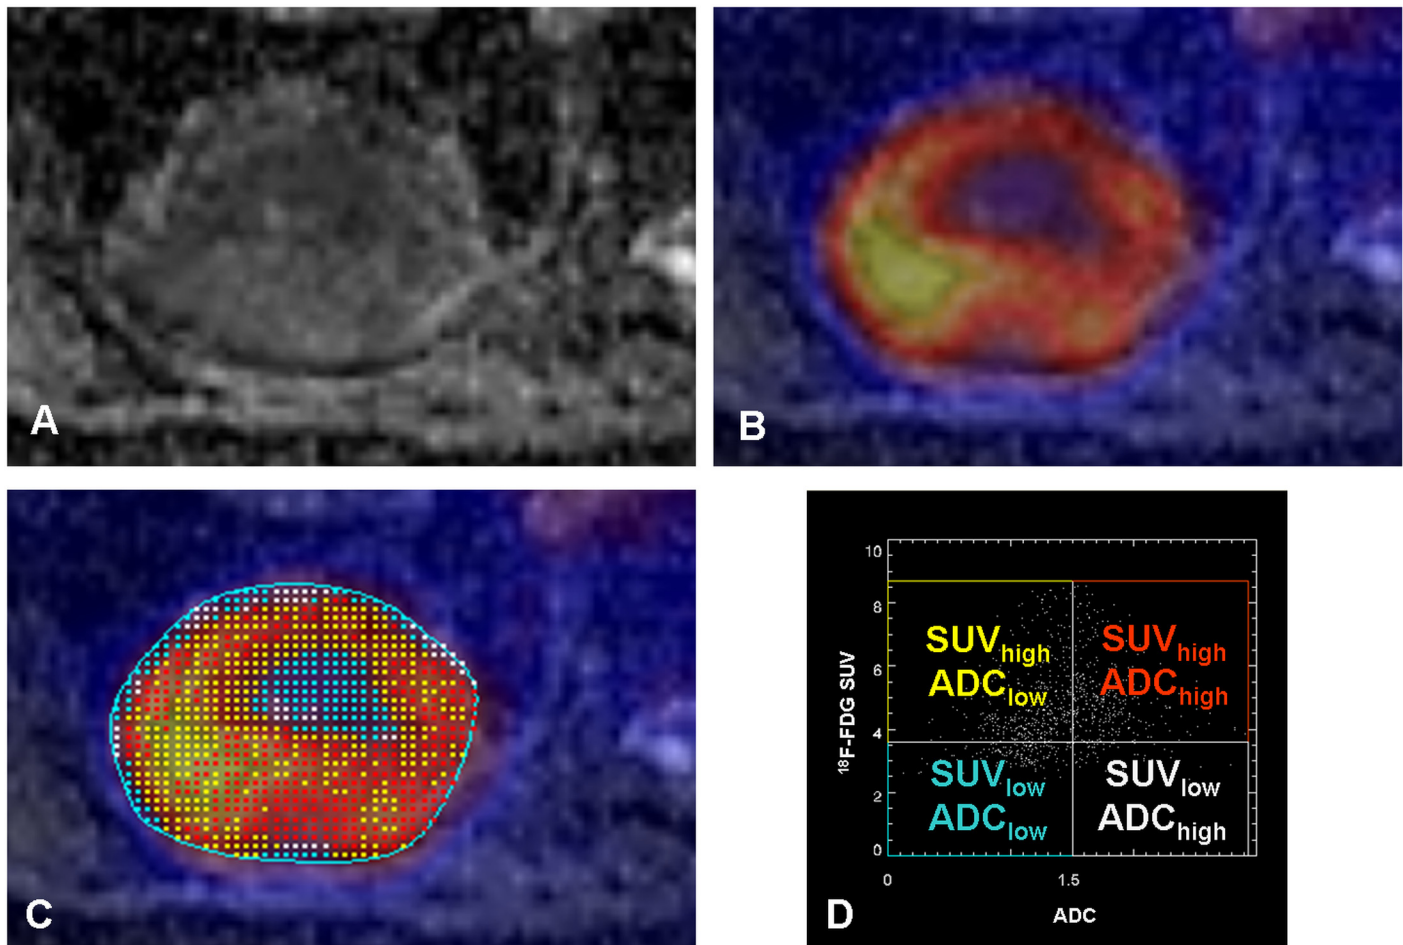 A
B
C
10
8
6
4
2
0
¹⁸F-FDG SUV
SUVhigh
ADClow
SUVhigh
ADChigh
SUVlow
ADClow
SUVlow
ADChigh
0
1.5
ADC
D